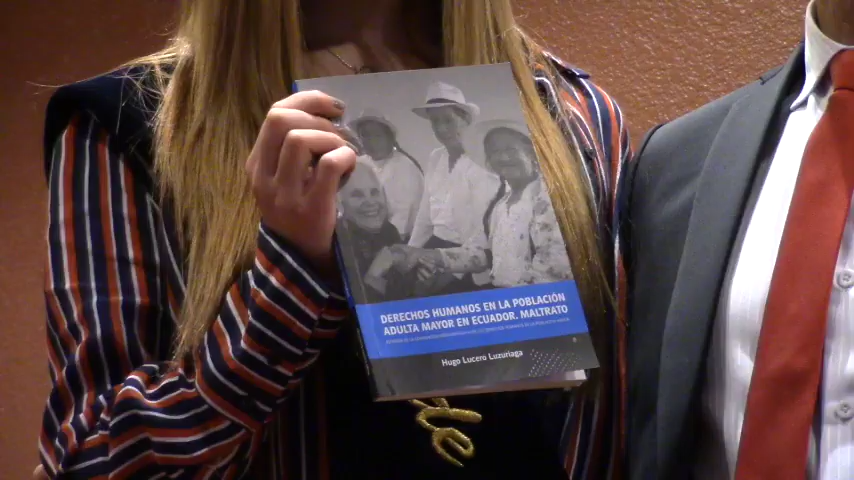 DERECHOS HUMANOS EN LA POBLACIÓN
ADULTA MAYOR EN ECUADOR. MALTRATO
Hugo Lucero Luzuriaga